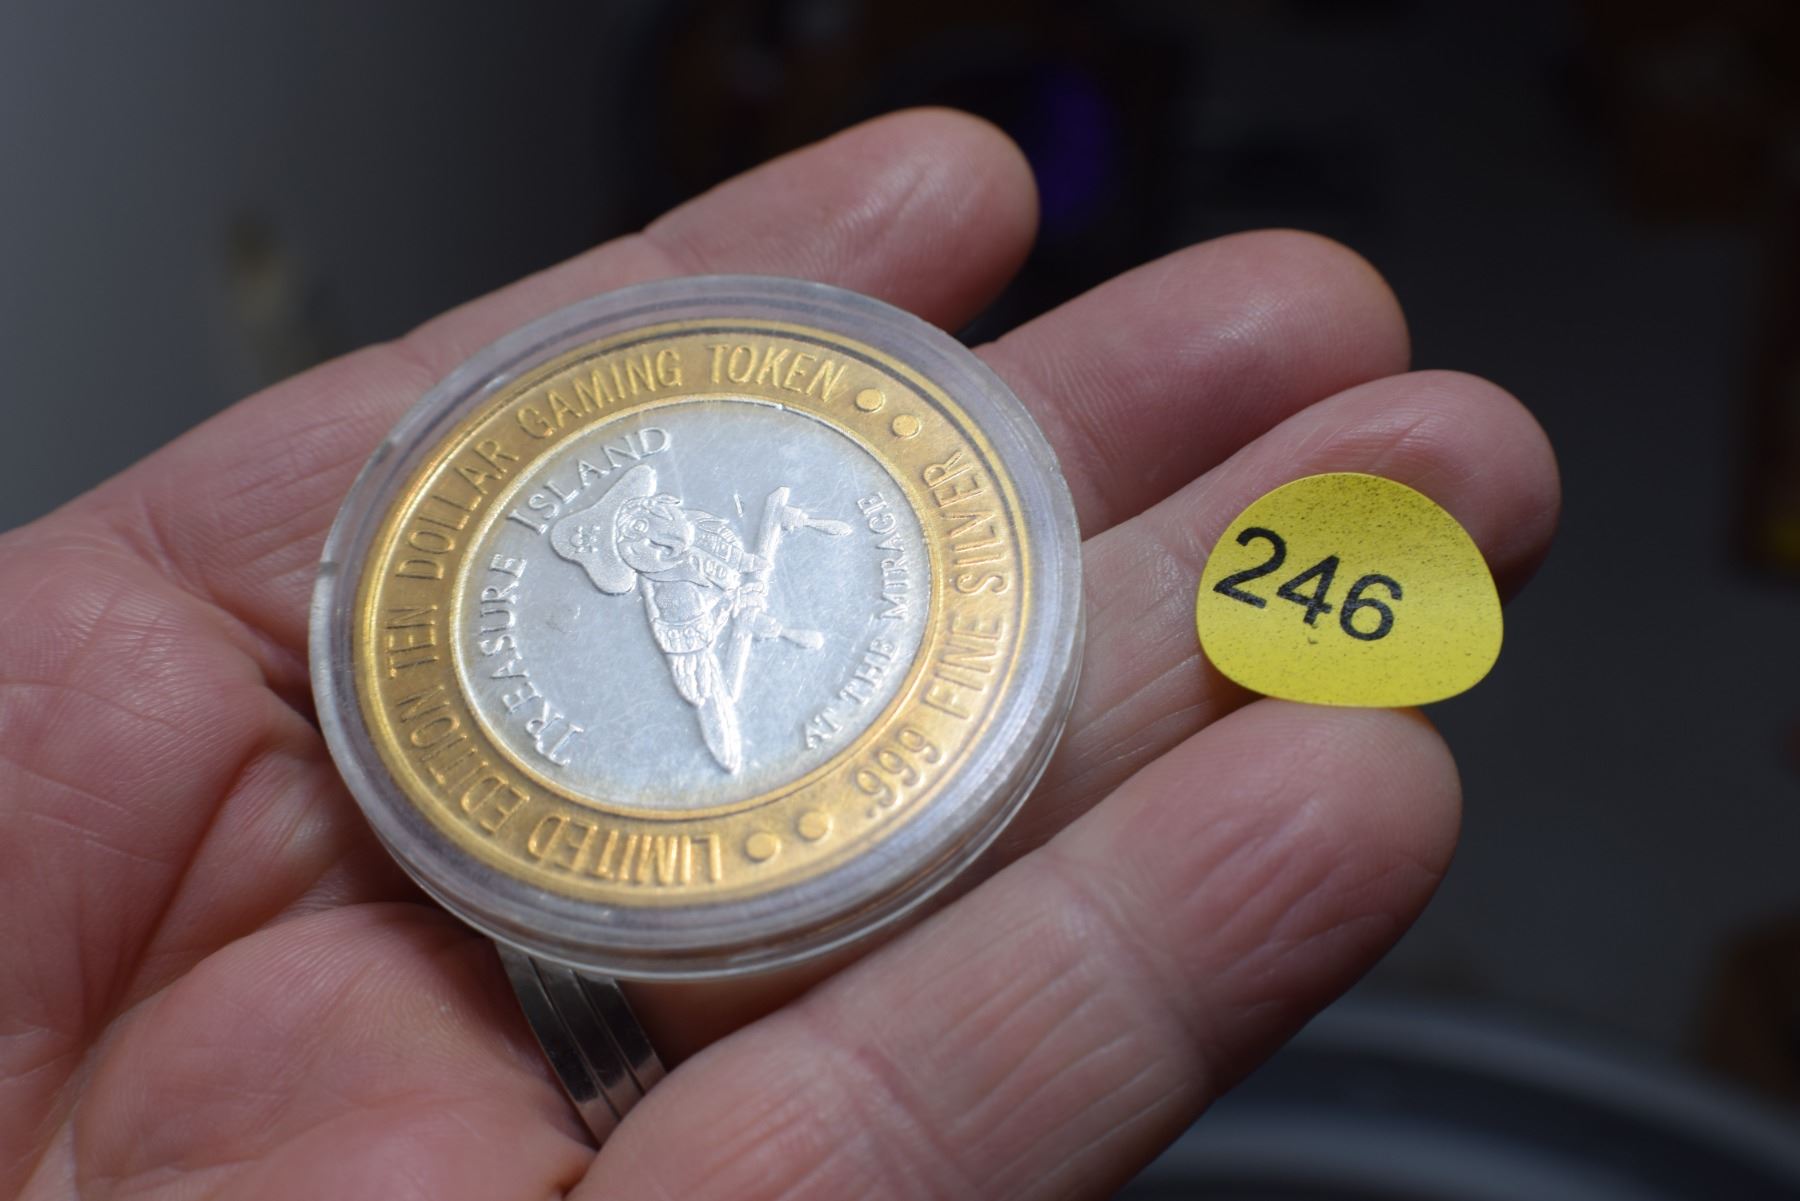 LIMITED EDITION TEN DOLLAR GAMING TOKEN
.999 FINE SILVER
TREASURE ISLAND
AT THE MIRAGE
246